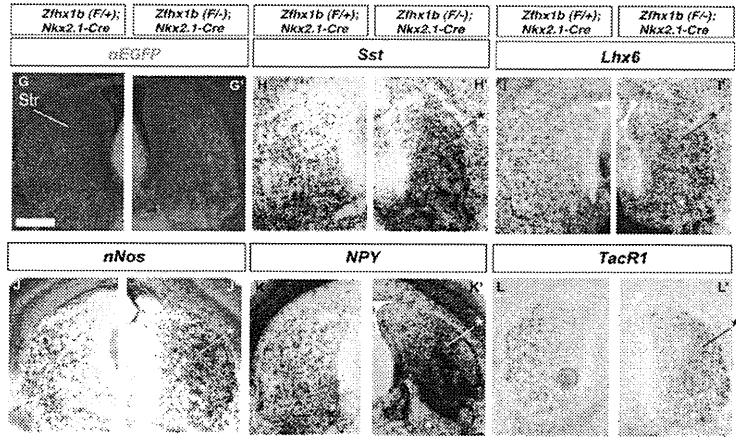 Zfhx1b (F/+); Zfhx1b (F/-); Zfhx1b (F/+); Zfhx1b (F/-); Zfhx1b (F/+); Zfhx1b (F/-);
Nkx2.1-Cre Nkx2.1-Cre Nkx2.1-Cre Nkx2.1-Cre Nkx2.1-Cre Nkx2.1-Cre
nEGFP Sst Lhx6
G G' H H' I I'
Str
nNos NPY TacR1
J J' K K' L L'